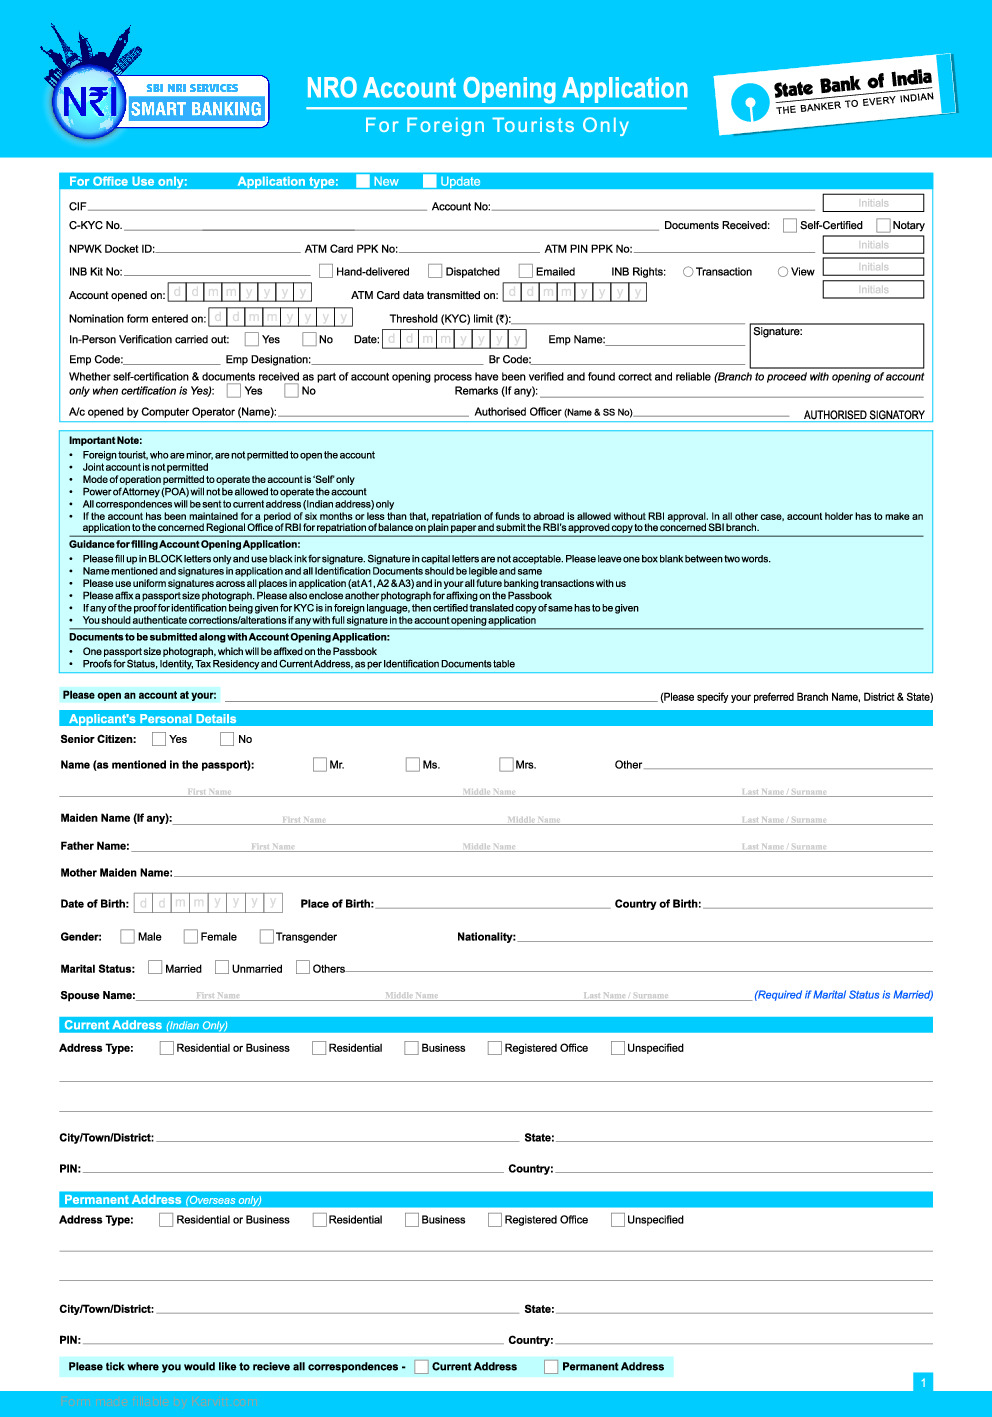 SBI NRI SERVICES
NRI SMART BANKING
NRO Account Opening Application
For Foreign Tourists Only
State Bank of India
THE BANKER TO EVERY INDIAN
For Office Use only: Application type: New Update
CIF Account No: Initials
C-KYC No. Documents Received: Self-Certified Notary
NPWK Docket ID: ATM Card PPK No: ATM PIN PPK No: Initials
INB Kit No: Hand-delivered Dispatched Emailed INB Rights: Transaction View Initials
Account opened on: d d m m y y y y ATM Card data transmitted on: d d m m y y y y Initials
Nomination form entered on: d d m m y y y y Threshold (KYC) limit (₹):
In-Person Verification carried out: Yes No Date: d d m m y y y y Emp Name: Signature:
Emp Code: Emp Designation: Br Code:
Whether self-certification & documents received as part of account opening process have been verified and found correct and reliable (Branch to proceed with opening of account
only when certification is Yes): Yes No Remarks (If any):
A/c opened by Computer Operator (Name): Authorised Officer (Name & SS No) AUTHORISED SIGNATORY
Important Note:
• Foreign tourist, who are minor, are not permitted to open the account
• Joint account is not permitted
• Mode of operation permitted to operate the account is 'Self' only
• Power of Attorney (POA) will not be allowed to operate the account
• All correspondences will be sent to current address (Indian address) only
• If the account has been maintained for a period of six months or less than that, repatriation of funds to abroad is allowed without RBI approval. In all other case, account holder has to make an
application to the concerned Regional Office of RBI for repatriation of balance on plain paper and submit the RBI's approved copy to the concerned SBI branch.
Guidance for filling Account Opening Application:
• Please fill up in BLOCK letters only and use black ink for signature. Signature in capital letters are not acceptable. Please leave one box blank between two words.
• Name mentioned and signatures in application and all Identification Documents should be legible and same
• Please use uniform signatures across all places in application (at A1, A2 & A3) and in your all future banking transactions with us
• Please affix a passport size photograph. Please also enclose another photograph for affixing on the Passbook
• If any of the proof for identification being given for KYC is in foreign language, then certified translated copy of same has to be given
• You should authenticate corrections/alterations if any with full signature in the account opening application
Documents to be submitted along with Account Opening Application:
• One passport size photograph, which will be affixed on the Passbook
• Proofs for Status, Identity, Tax Residency and Current Address, as per Identification Documents table
Please open an account at your: (Please specify your preferred Branch Name, District & State)
Applicant's Personal Details
Senior Citizen: Yes No
Name (as mentioned in the passport): Mr. Ms. Mrs. Other
First Name Middle Name Last Name / Surname
Maiden Name (If any): First Name Middle Name Last Name / Surname
Father Name: First Name Middle Name Last Name / Surname
Mother Maiden Name:
Date of Birth: d d m m y y y y Place of Birth: Country of Birth:
Gender: Male Female Transgender Nationality:
Marital Status: Married Unmarried Others
Spouse Name: First Name Middle Name Last Name / Surname (Required if Marital Status is Married)
Current Address (Indian Only)
Address Type: Residential or Business Residential Business Registered Office Unspecified
City/Town/District: State:
PIN: Country:
Permanent Address (Overseas only)
Address Type: Residential or Business Residential Business Registered Office Unspecified
City/Town/District: State:
PIN: Country:
Please tick where you would like to recieve all correspondences - Current Address Permanent Address
1
Form made fillable by Karvitt.com